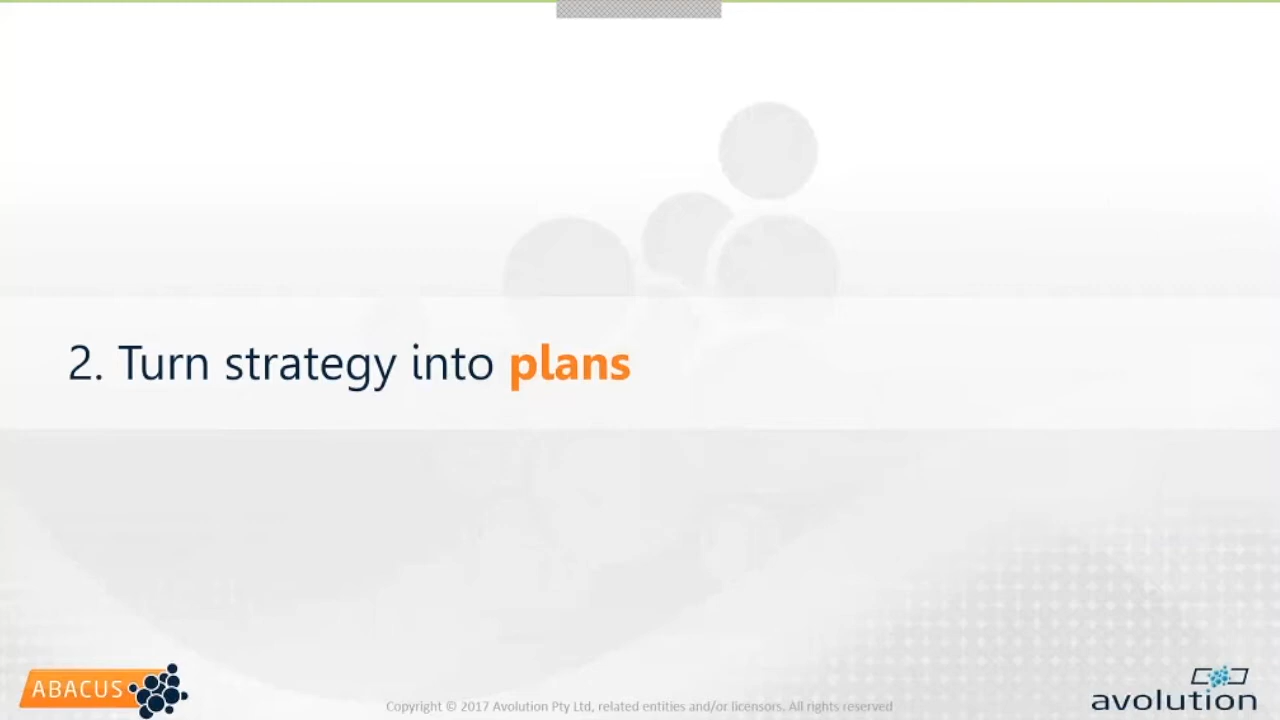 2. Turn strategy into plans
ABACUS
Copyright © 2017 Avolution Pty Ltd, related entities and/or licensors. All rights reserved
avolution